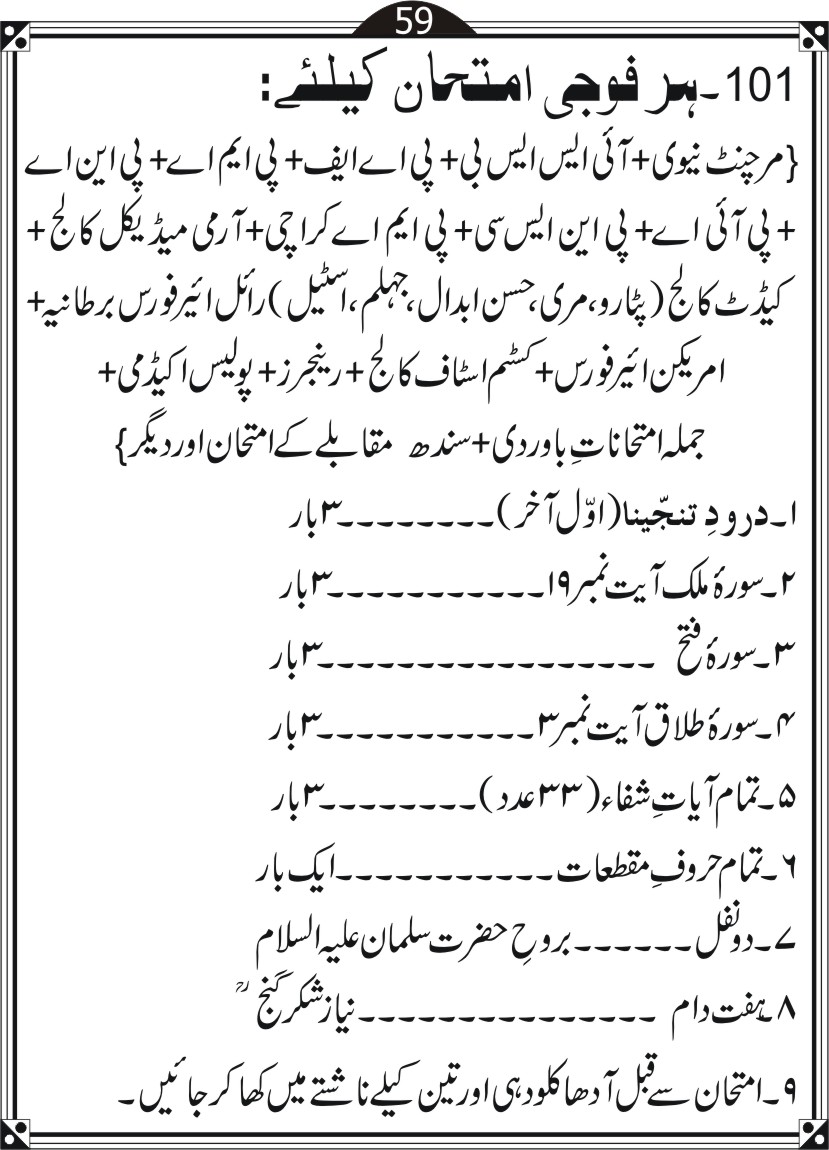 59
101۔ہر فوجی امتحان کیلئے:
{مرچنٹ نیوی+آئی ایس ایس بی+ پی اے ایف+ پی ایم اے+ پی این اے
+ پی آئی اے+ پی این ایس سی+ پی ایم اے کراچی+آرمی میڈیکل کالج+
کیڈٹ کالج (پٹارو،مری،حسن ابدال،جہلم،اسٹیل)رائل ائیرفورس برطانیہ+
امریکن ائیرفورس+کسٹم اسٹاف کالج+رینجرز+ پولیس اکیڈمی+
جملہ امتحاناتِ باوردی+سندھ مقابلے کے امتحان اور دیگر}
۱۔درودِ تنجّینا(اوّل آخر)۔۔۔۔۔۔۔۔۳بار
۲۔سورۂ ملک آیت نمبر۱۹۔۔۔۔۔۔۔۔۔۔۔۳بار
۳۔سورۂ فتح ۔۔۔۔۔۔۔۔۔۔۔۔۔۔۔۔۔۳بار
۴۔سورۂ طلاق آیت نمبر۳۔۔۔۔۔۔۔۔۔۔۔۳بار
۵۔تمام آیاتِ شفاء(۳۳عدد)۔۔۔۔۔۔۔۔۳بار
۶۔تمام حروفِ مقطعات۔۔۔۔۔۔۔۔۔۔۔ایک بار
۷۔دو نفل۔۔۔۔۔۔بروحِ حضرت سلمان علیہ السلام
۸۔ہفت دام ۔۔۔۔۔۔۔۔۔۔۔۔۔۔۔نیاز شکر گنجؒ
۹۔امتحان سے قبل آدھا کلو دہی اور تین کیلے ناشتے میں کھا کر جائیں۔